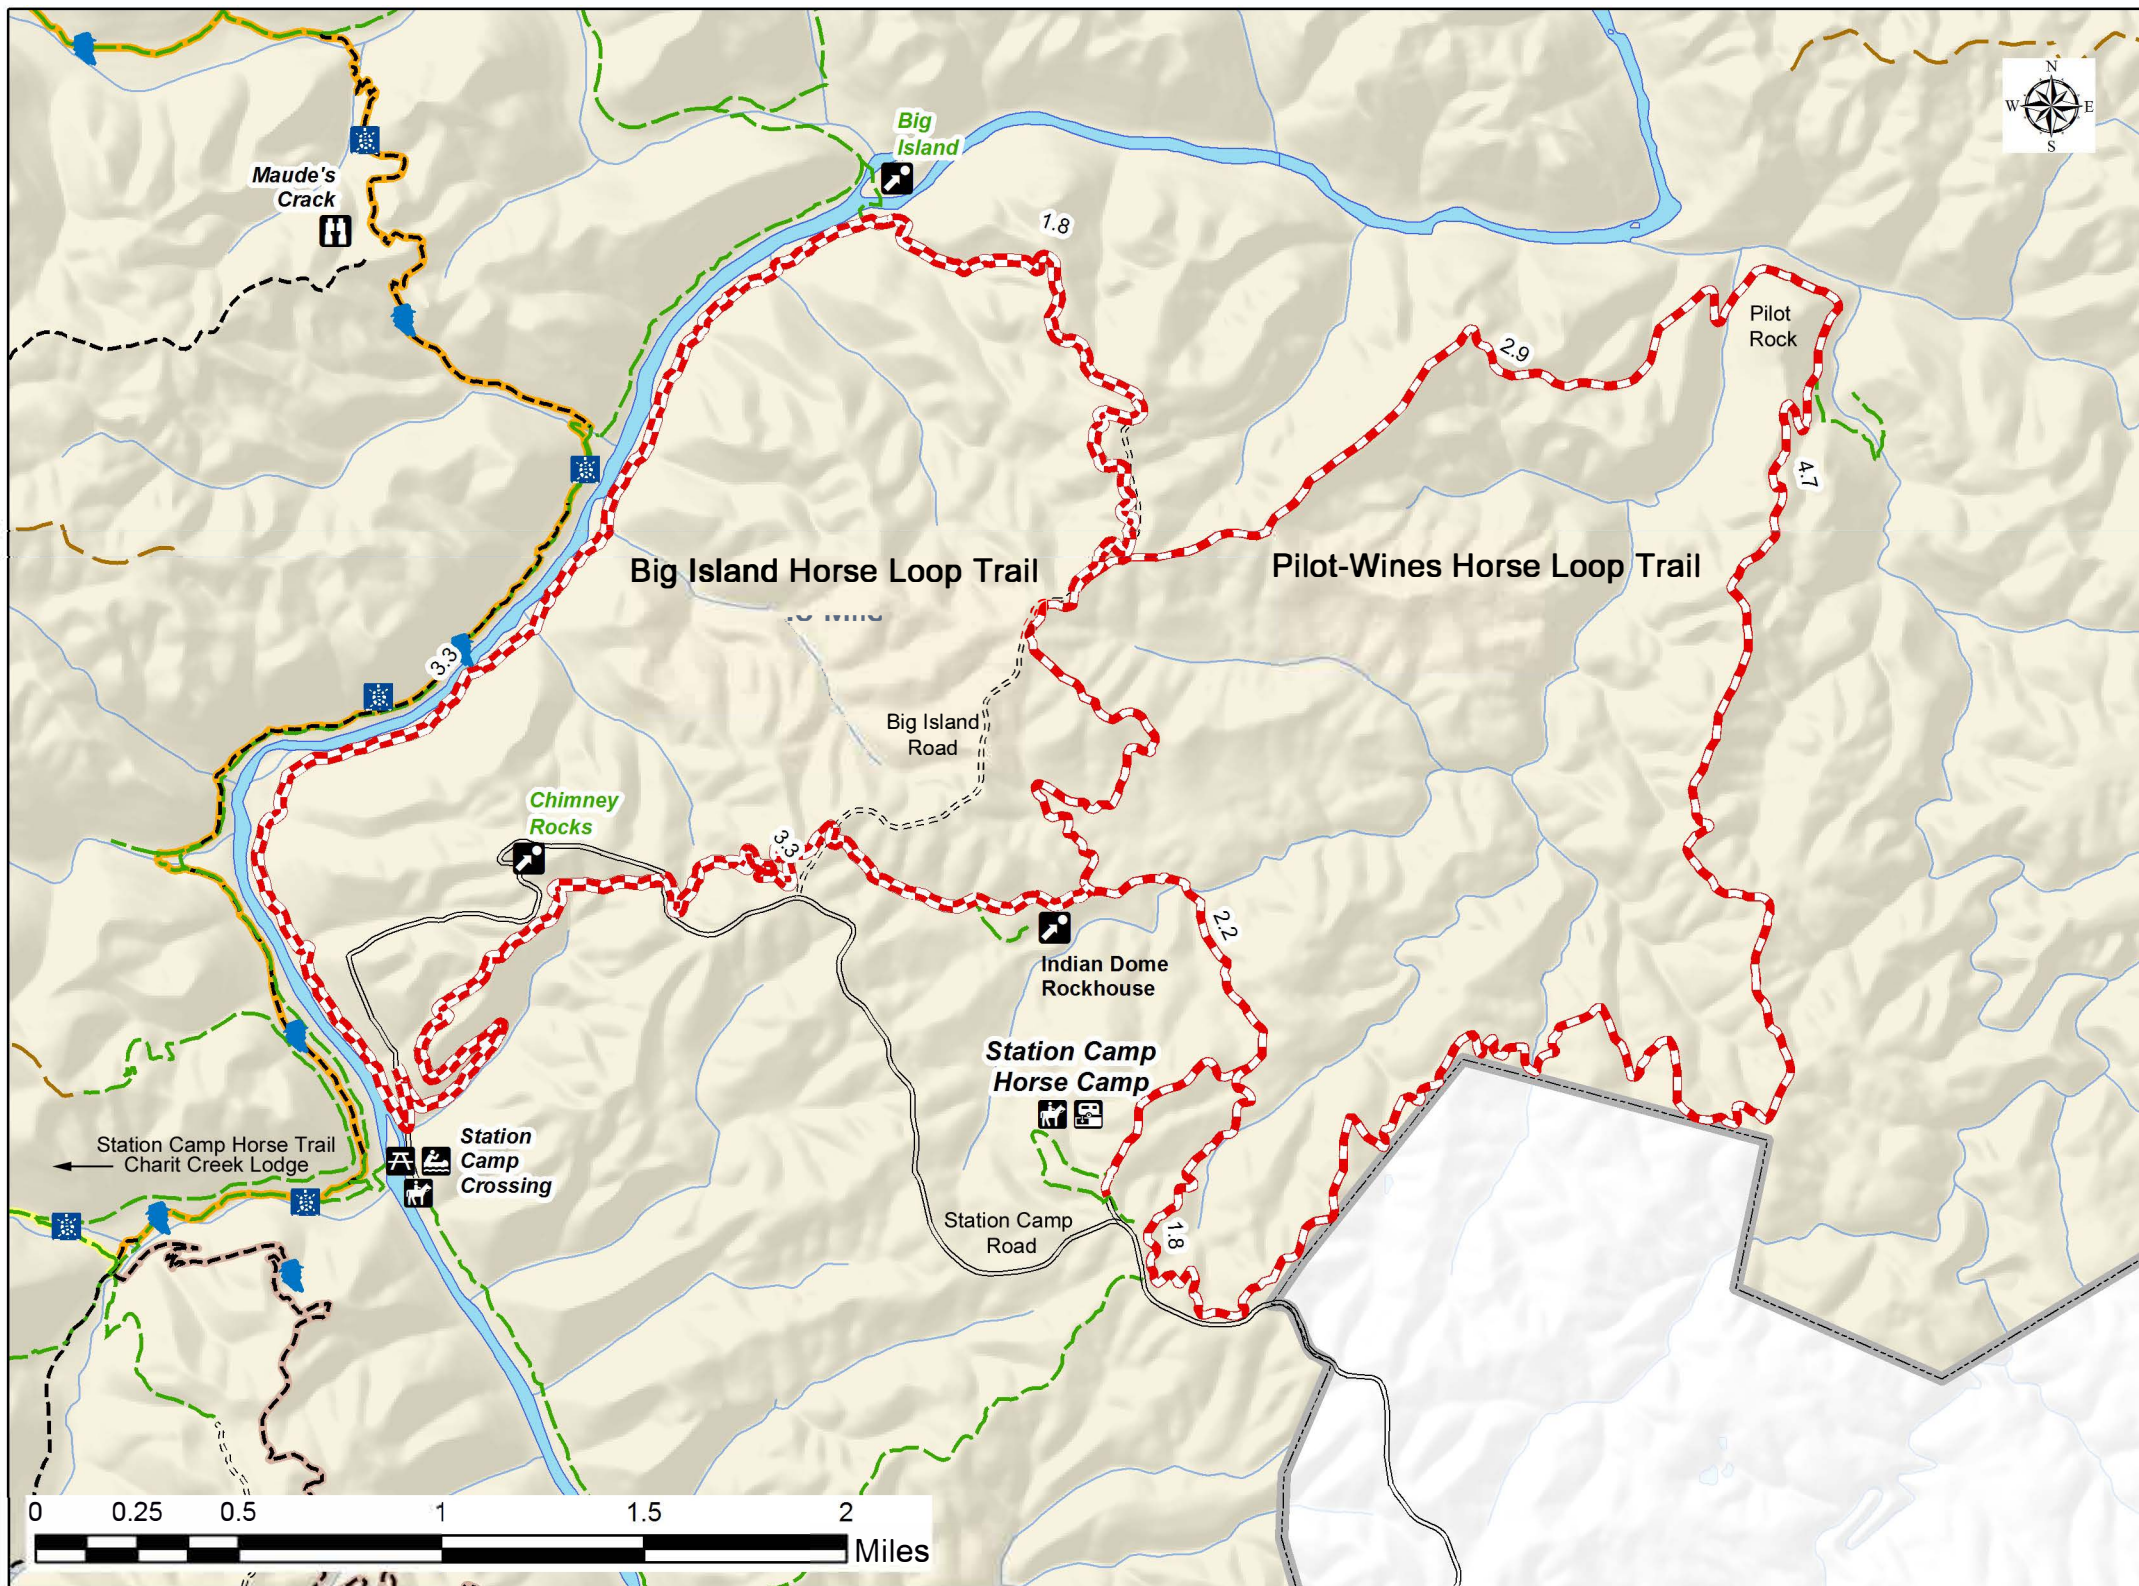 N
W E
S
Big
Island
Maude's
Crack
1.8
Pilot
Rock
2.9
4.7
Big Island Horse Loop Trail
Pilot-Wines Horse Loop Trail
3.3
Big Island
Road
Chimney
Rocks
3.3
2.2
Indian Dome
Rockhouse
Station Camp
Horse Camp
Station Camp Horse Trail
Charit Creek Lodge
Station
Camp
Crossing
Station Camp
Road
1.8
0 0.25 0.5 1 1.5 2
Miles